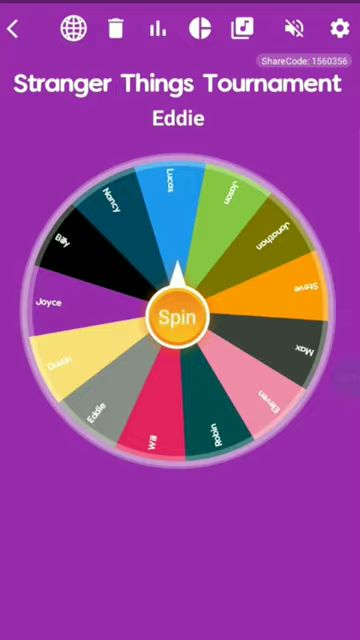 ShareCode: 1560356
Stranger Things Tournament
Eddie
Lucas
Jason
Jonathan
Steve
Max
Eleven
Robin
Will
Eddie
Dustin
Joyce
Billy
Nancy
Spin